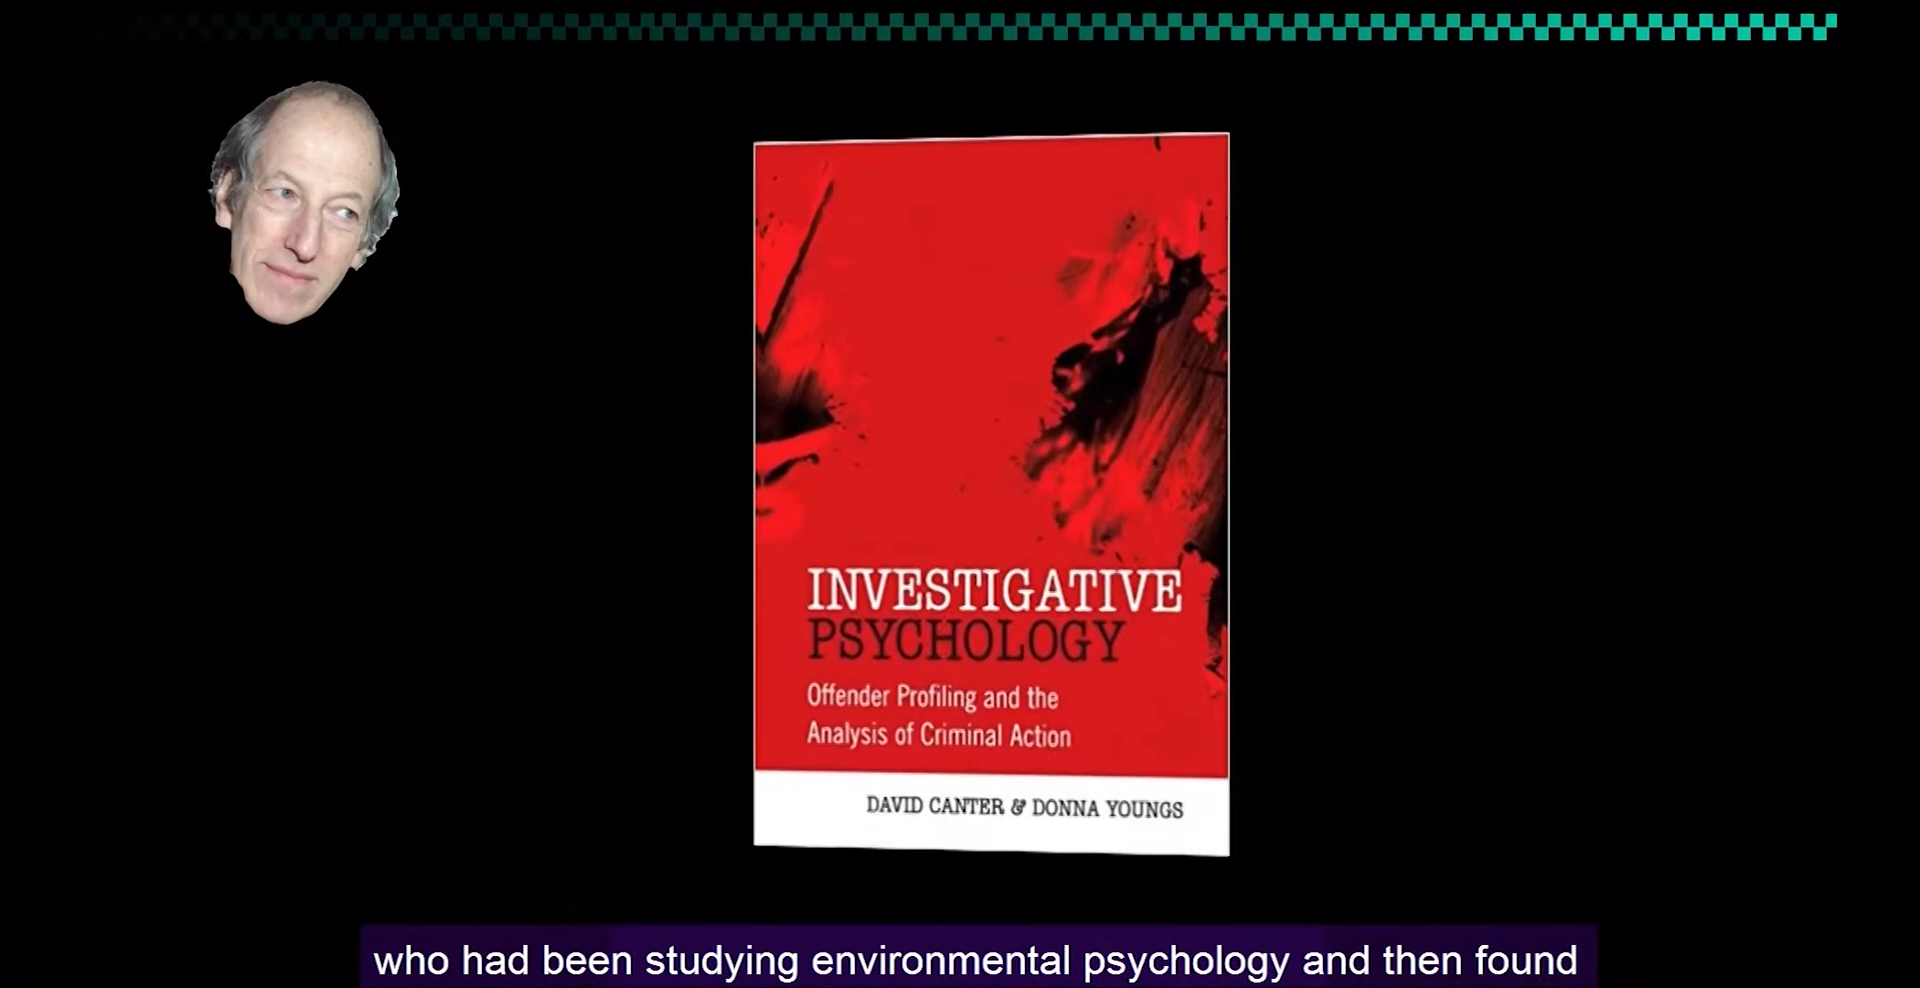 INVESTIGATIVE
PSYCHOLOGY
Offender Profiling and the
Analysis of Criminal Action
DAVID CANTER & DONNA YOUNGS
who had been studying environmental psychology and then found